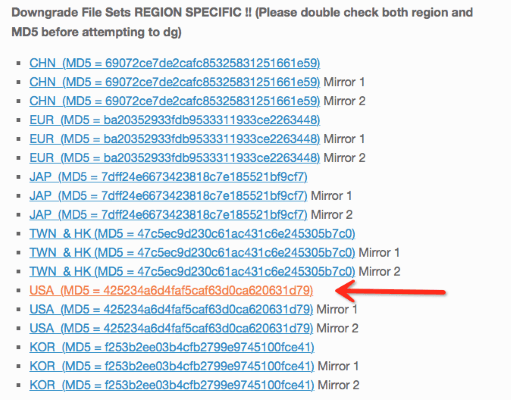 Downgrade File Sets REGION SPECIFIC !! (Please double check both region and
MD5 before attempting to dg)
CHN (MD5 = 69072ce7de2cafc85325831251661e59)
CHN (MD5 = 69072ce7de2cafc85325831251661e59) Mirror 1
CHN (MD5 = 69072ce7de2cafc85325831251661e59) Mirror 2
EUR (MD5 = ba20352933fdb9533311933ce2263448)
EUR (MD5 = ba20352933fdb9533311933ce2263448) Mirror 1
EUR (MD5 = ba20352933fdb9533311933ce2263448) Mirror 2
JAP (MD5 = 7dff24e6673423818c7e185521bf9cf7)
JAP (MD5 = 7dff24e6673423818c7e185521bf9cf7) Mirror 1
JAP (MD5 = 7dff24e6673423818c7e185521bf9cf7) Mirror 2
TWN & HK (MD5 = 47c5ec9d230c61ac431c6e245305b7c0)
TWN & HK (MD5 = 47c5ec9d230c61ac431c6e245305b7c0) Mirror 1
TWN & HK (MD5 = 47c5ec9d230c61ac431c6e245305b7c0) Mirror 2
USA (MD5 = 425234a6d4faf5caf63d0ca620631d79)
USA (MD5 = 425234a6d4faf5caf63d0ca620631d79) Mirror 1
USA (MD5 = 425234a6d4faf5caf63d0ca620631d79) Mirror 2
KOR (MD5 = f253b2ee03b4cfb2799e9745100fce41)
KOR (MD5 = f253b2ee03b4cfb2799e9745100fce41) Mirror 1
KOR (MD5 = f253b2ee03b4cfb2799e9745100fce41) Mirror 2